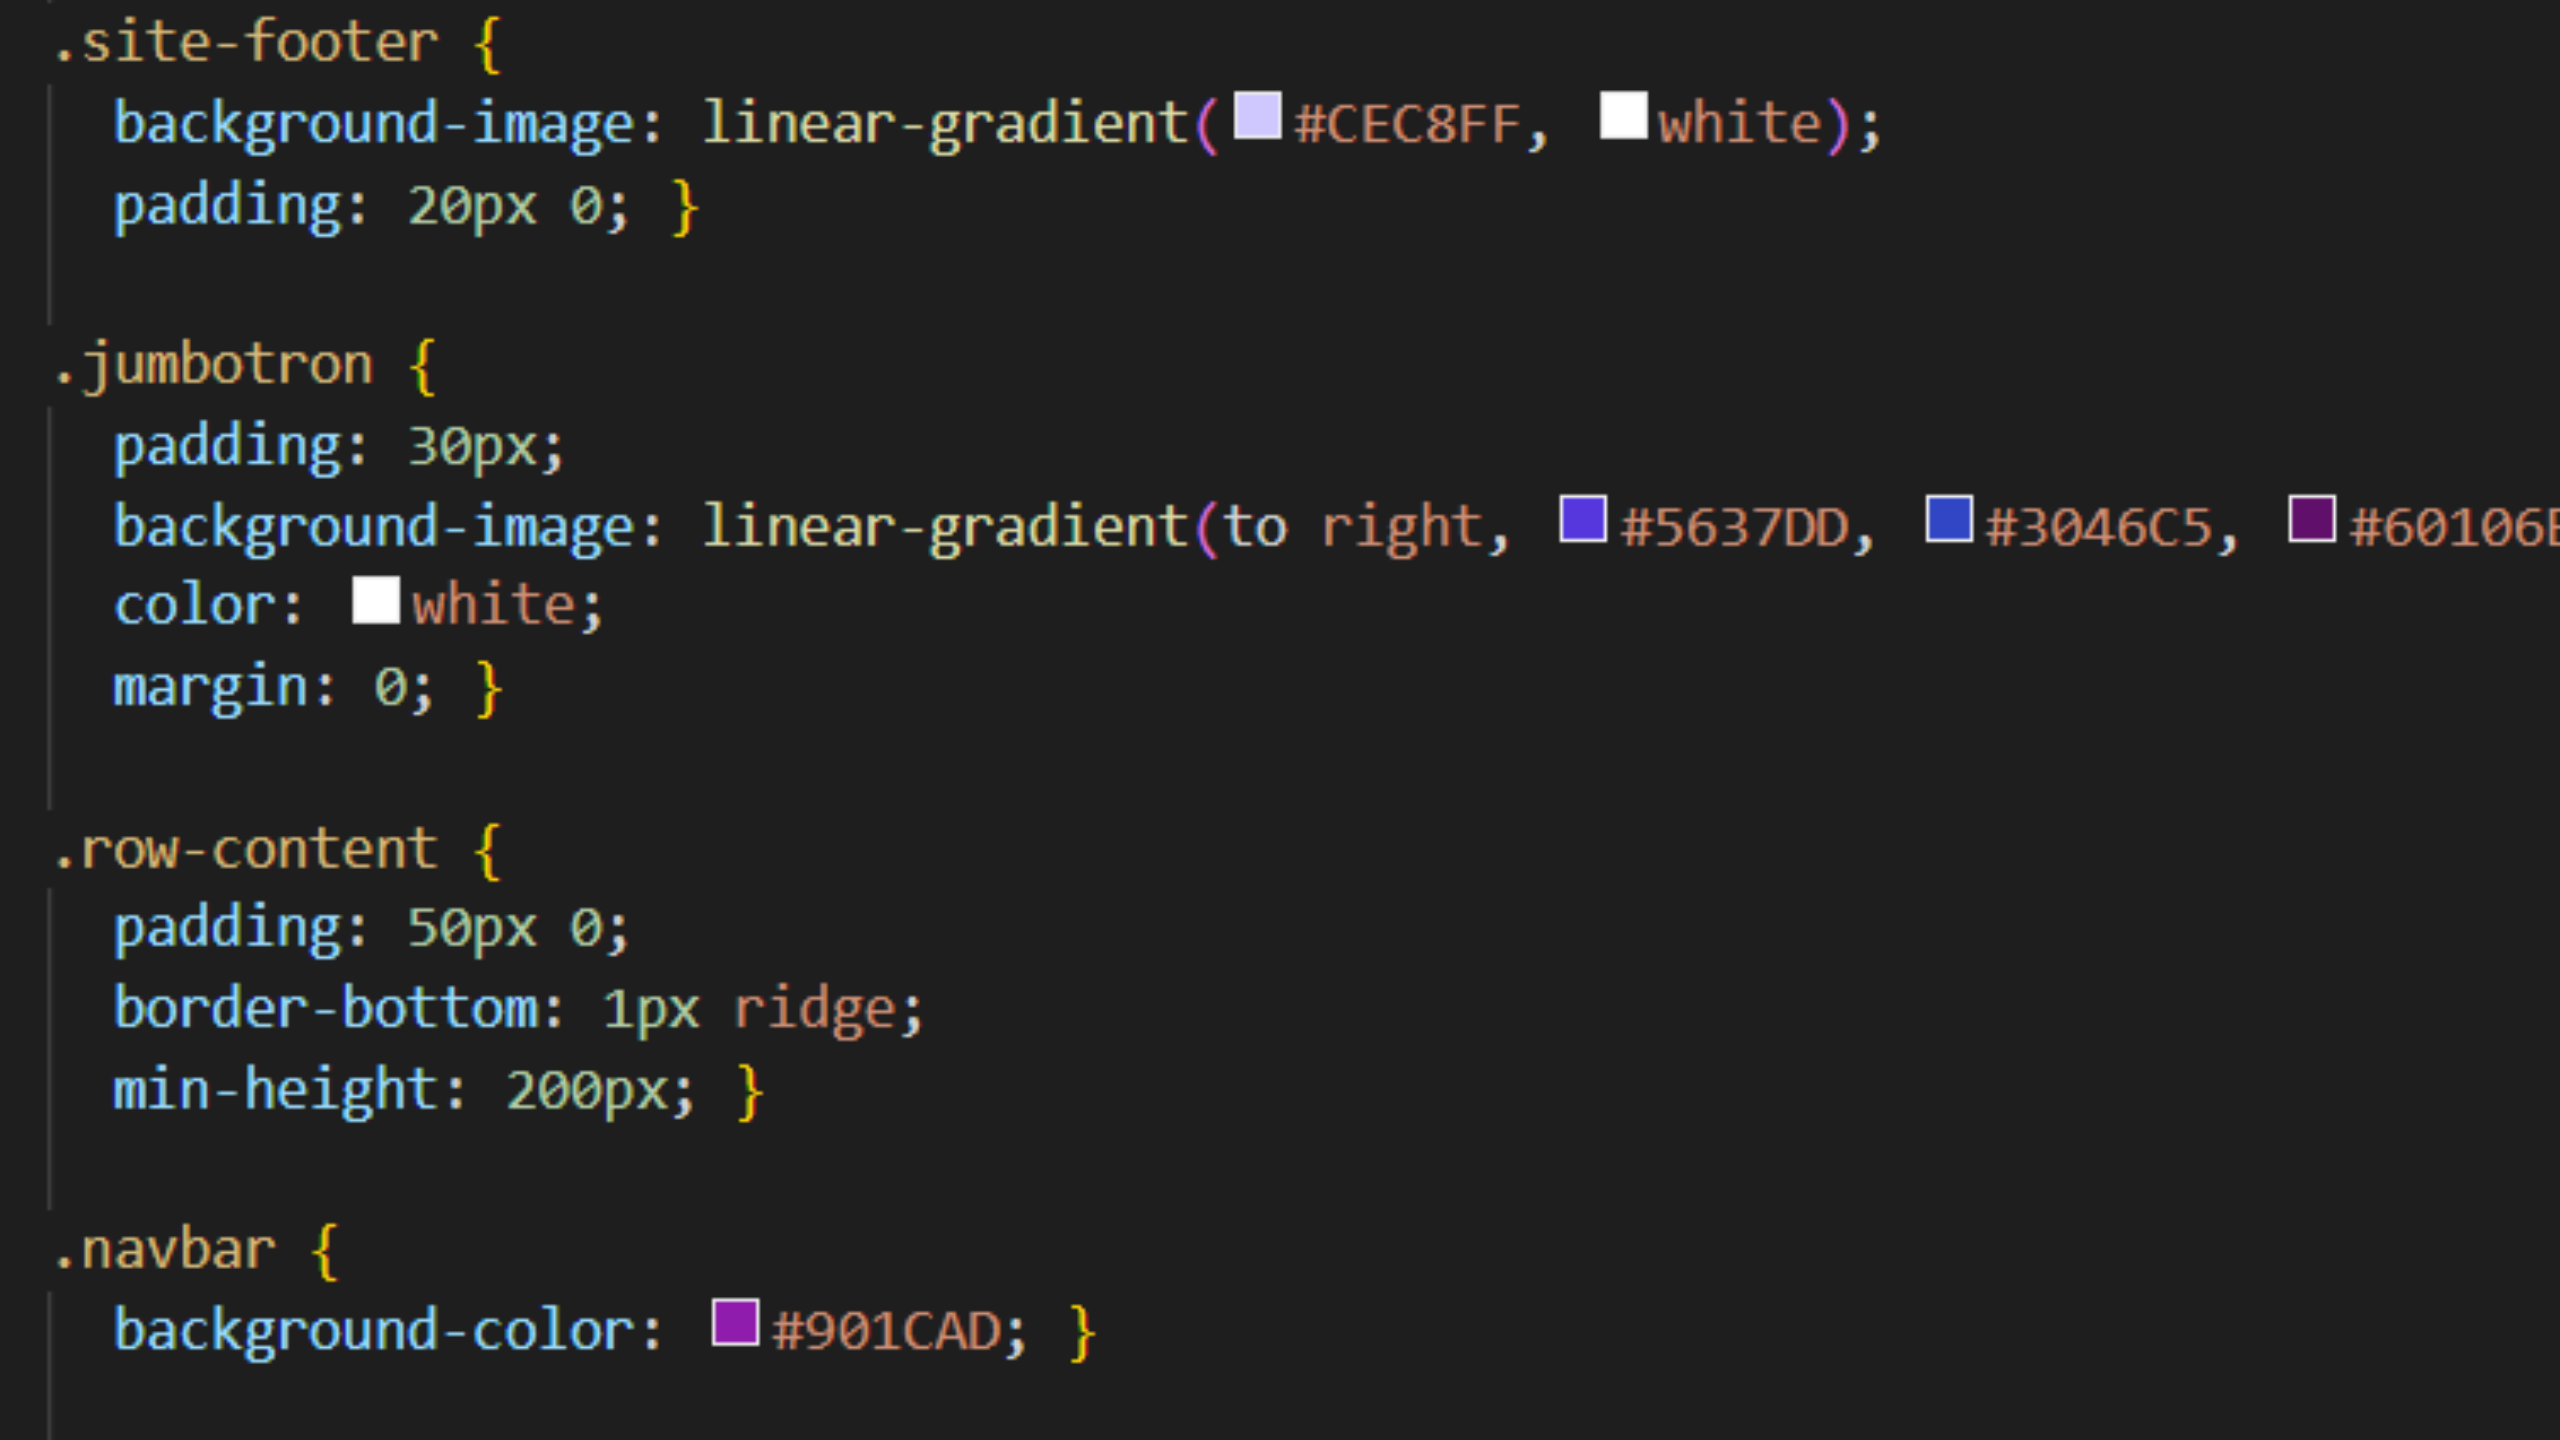 .site-footer {
background-image: linear-gradient(#CEC8FF, white);
padding: 20px 0; }
.jumbotron {
padding: 30px;
background-image: linear-gradient(to right, #5637DD, #3046C5,
color: white;
margin: 0; }
.row-content {
padding: 50px 0;
border-bottom: 1px ridge;
min-height: 200px; }
.navbar {
background-color: #901CAD; }